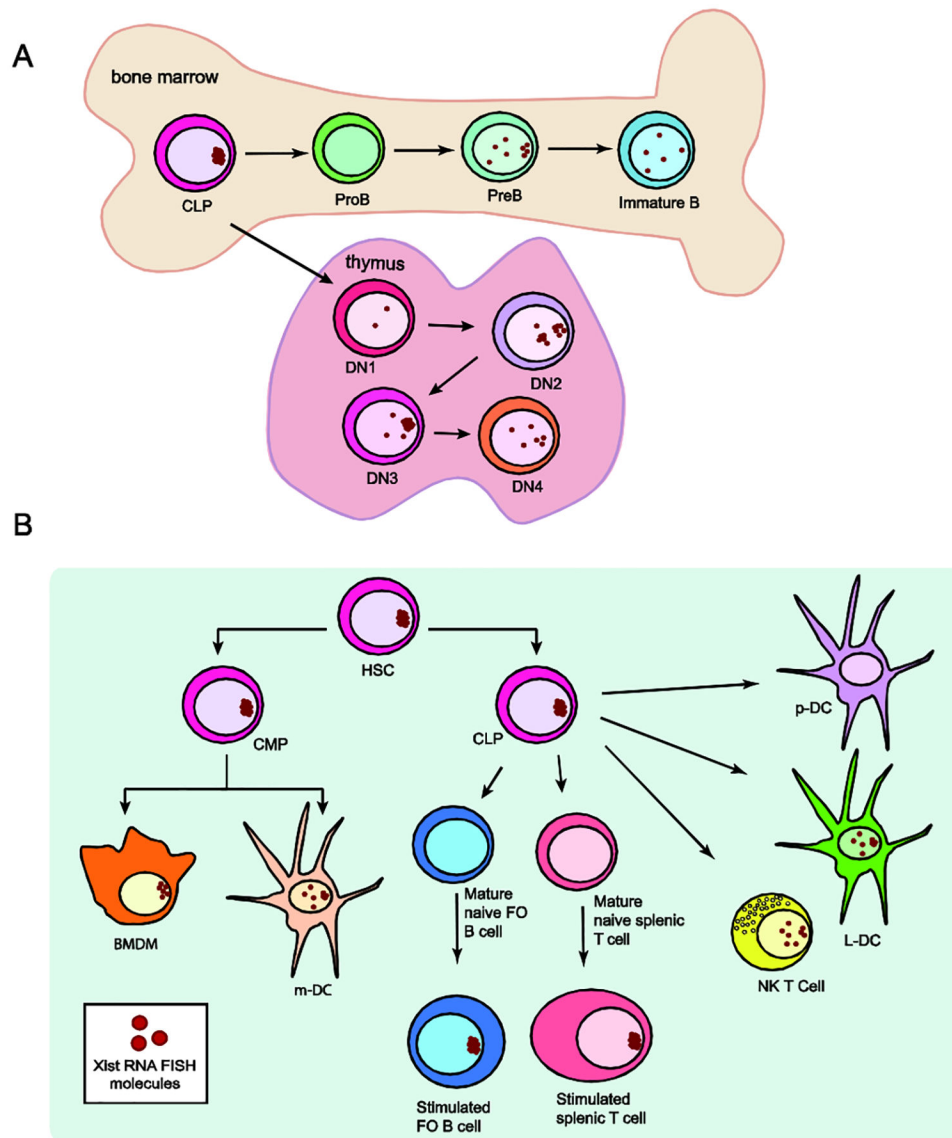 A
bone marrow
CLP
ProB
PreB
Immature B
thymus
DN1
DN2
DN3
DN4
B
HSC
CMP
CLP
p-DC
BMDM
m-DC
Mature
naive FO
B cell
Mature
naive splenic
T cell
NK T Cell
L-DC
Xist RNA FISH
molecules
Stimulated
FO B cell
Stimulated
splenic T cell